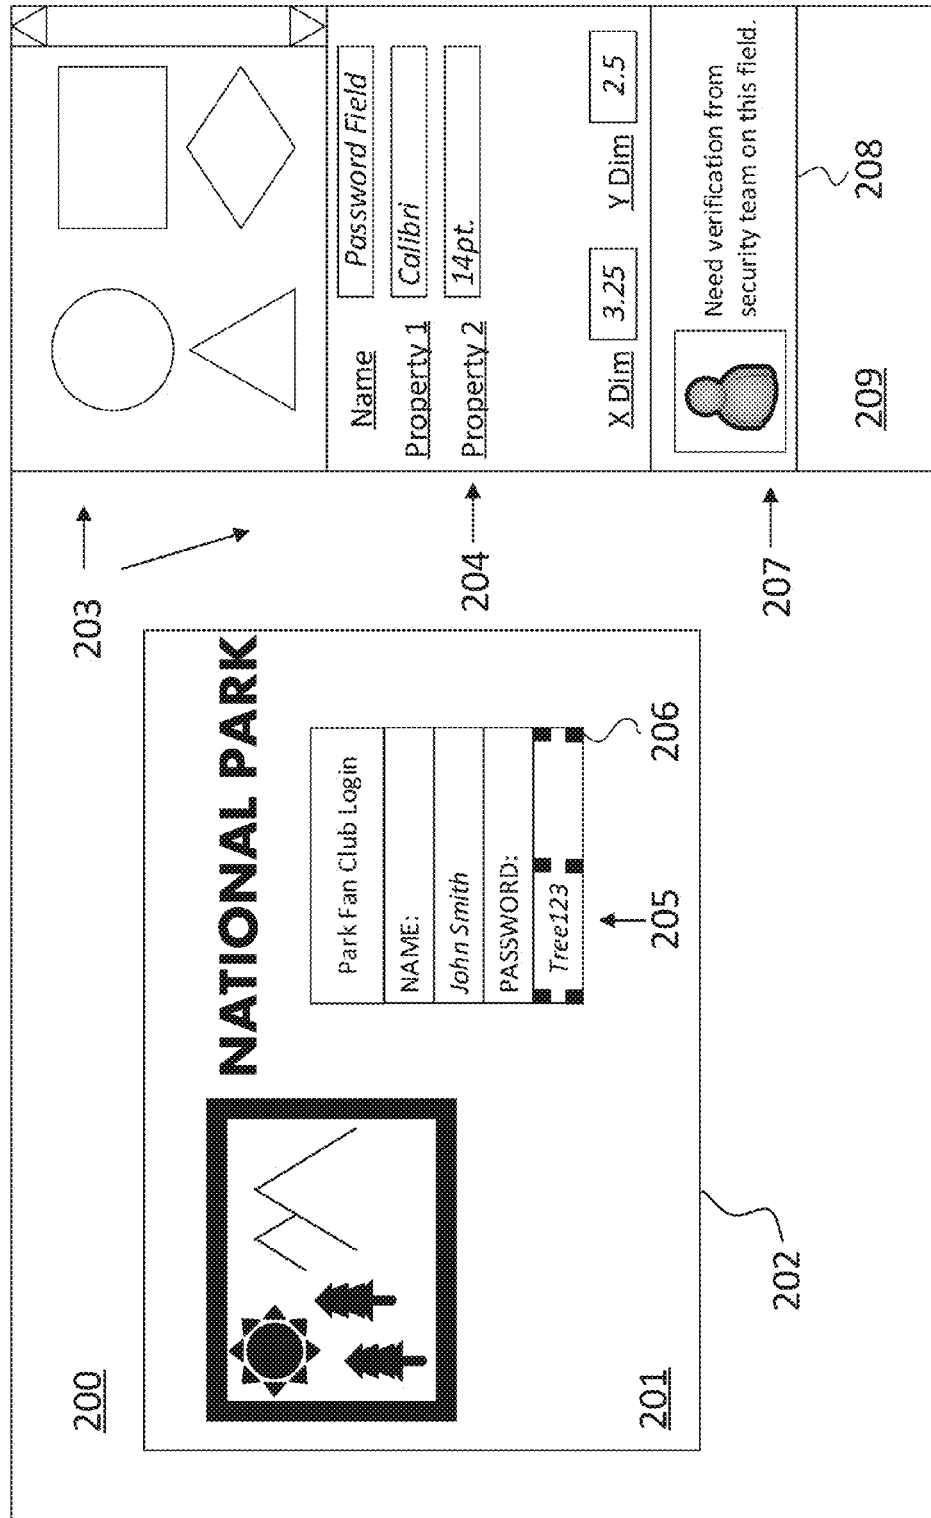 200
203
NATIONAL PARK
Park Fan Club Login
NAME:
John Smith
PASSWORD:
Tree123
205
206
201
202
Name Password Field
Property 1 Calibri
Property 2 14pt.
204
X Dim 3.25 Y Dim 2.5
207
Need verification from
security team on this field.
209
208